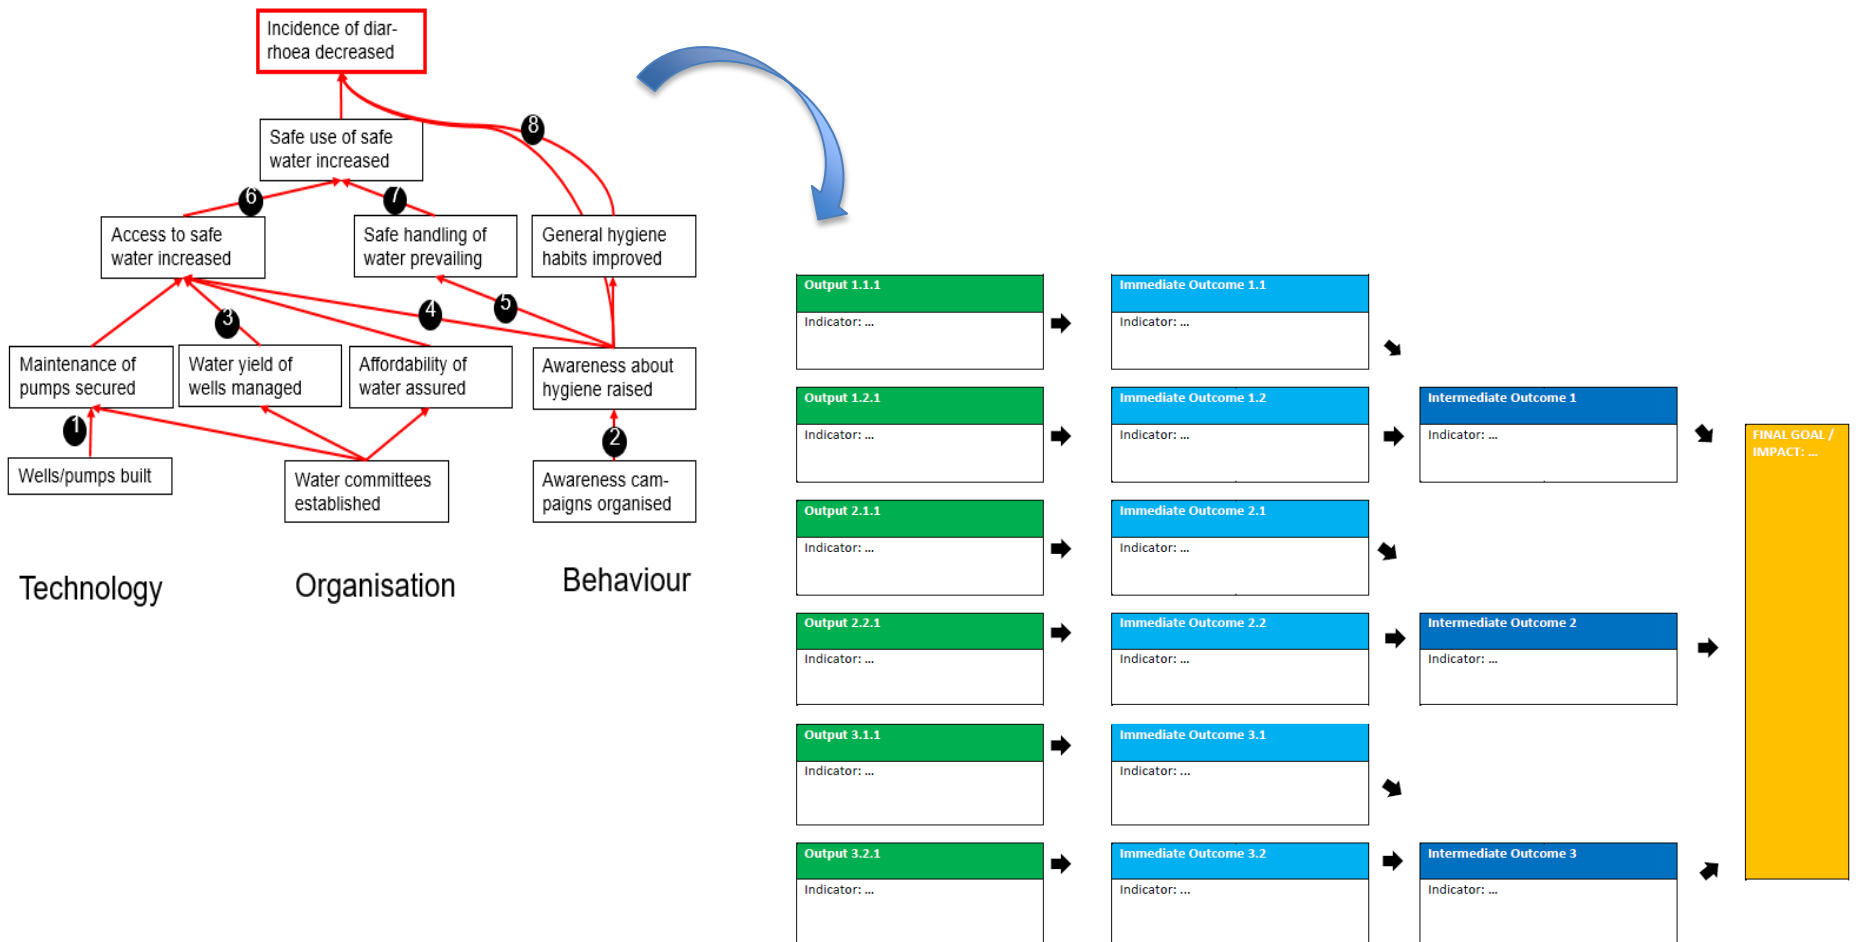 Incidence of diar-
rhoea decreased
8
Safe use of safe
water increased
6
7
Access to safe
water increased
Safe handling of
water prevailing
General hygiene
habits improved
3
4
5
Maintenance of
pumps secured
Water yield of
wells managed
Affordability of
water assured
Awareness about
hygiene raised
1
2
Wells/pumps built
Water committees
established
Awareness cam-
paigns organised
Technology
Organisation
Behaviour
Output 1.1.1
Indicator: ...
Immediate Outcome 1.1
Indicator: ...
Output 1.2.1
Indicator: ...
Immediate Outcome 1.2
Indicator: ...
Intermediate Outcome 1
Indicator: ...
Output 2.1.1
Indicator: ...
Immediate Outcome 2.1
Indicator: ...
Output 2.2.1
Indicator: ...
Immediate Outcome 2.2
Indicator: ...
Intermediate Outcome 2
Indicator: ...
Output 3.1.1
Indicator: ...
Immediate Outcome 3.1
Indicator: ...
Output 3.2.1
Indicator: ...
Immediate Outcome 3.2
Indicator: ...
Intermediate Outcome 3
Indicator: ...
FINAL GOAL /
IMPACT: ...